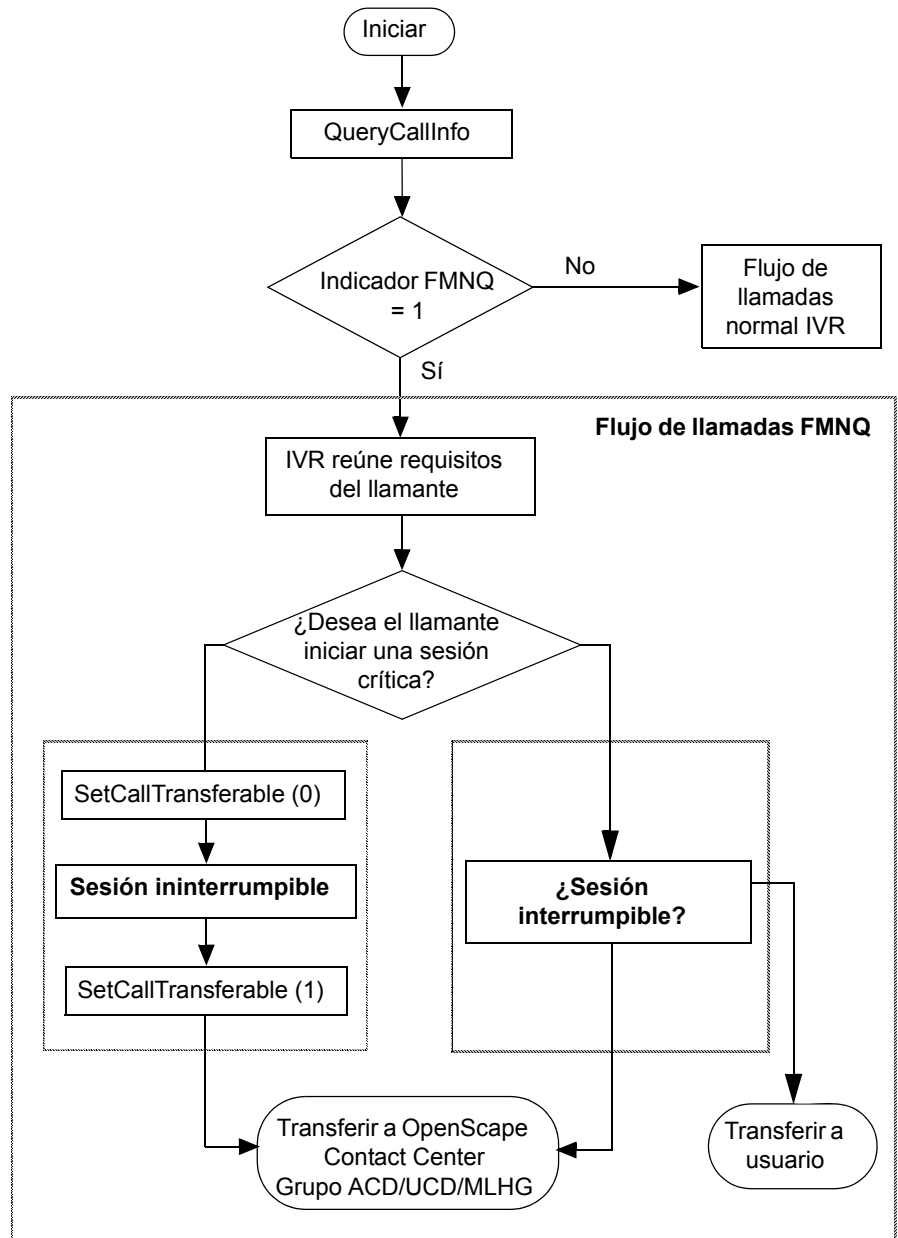 Iniciar
QueryCallInfo
Indicador FMNQ
= 1
No
Flujo de
llamadas
normal IVR
Sí
Flujo de llamadas FMNQ
IVR reúne requisitos
del llamante
¿Desea el llamante
iniciar una sesión
crítica?
SetCallTransferable (0)
Sesión ininterrumpible
SetCallTransferable (1)
¿Sesión
interrumpible?
Transferir a OpenScape
Contact Center
Grupo ACD/UCD/MLHG
Transferir a
usuario